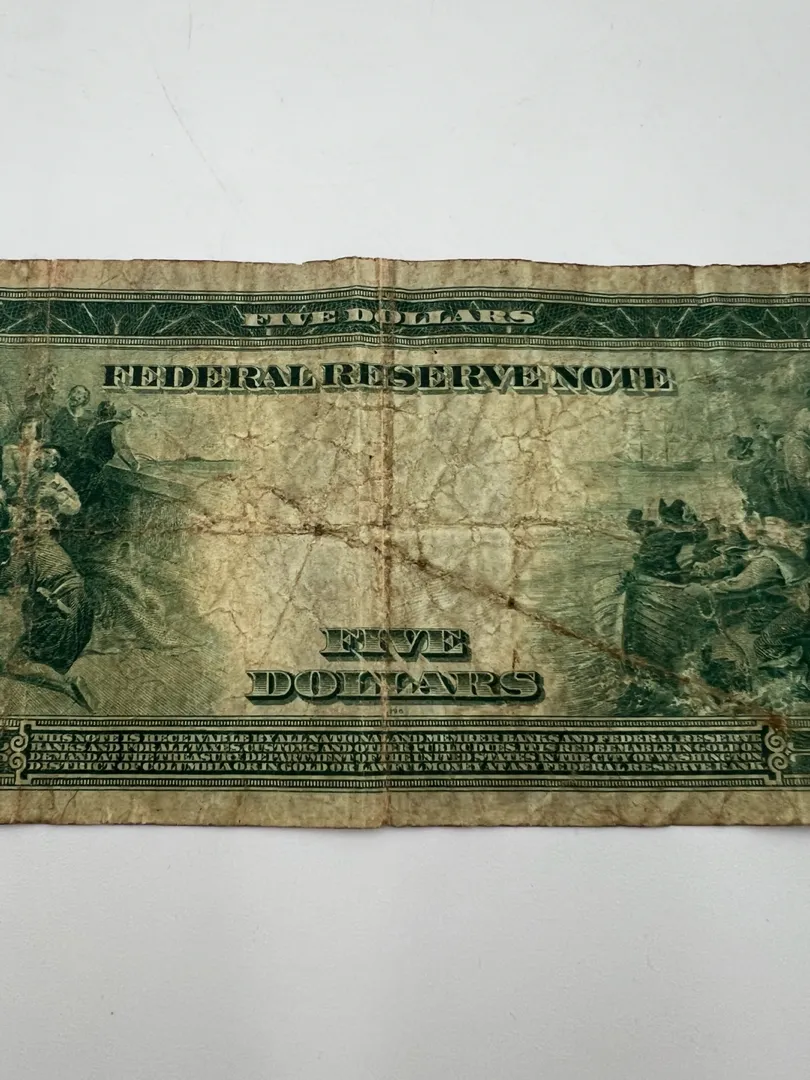 FIVE DOLLARS
FEDERAL RESERVE NOTE
FIVE
DOLLARS
THIS NOTE IS RECEIVABLE BY ALL NATIONAL AND MEMBER BANKS AND FEDERAL RESERVE
BANKS AND FOR ALL TAXES, CUSTOMS AND OTHER PUBLIC DUES. IT IS REDEEMABLE IN GOLD ON
DEMAND AT THE TREASURY DEPARTMENT OF THE UNITED STATES IN THE CITY OF WASHINGTON,
DISTRICT OF COLUMBIA OR IN GOLD OR LAWFUL MONEY AT ANY FEDERAL RESERVE BANK.